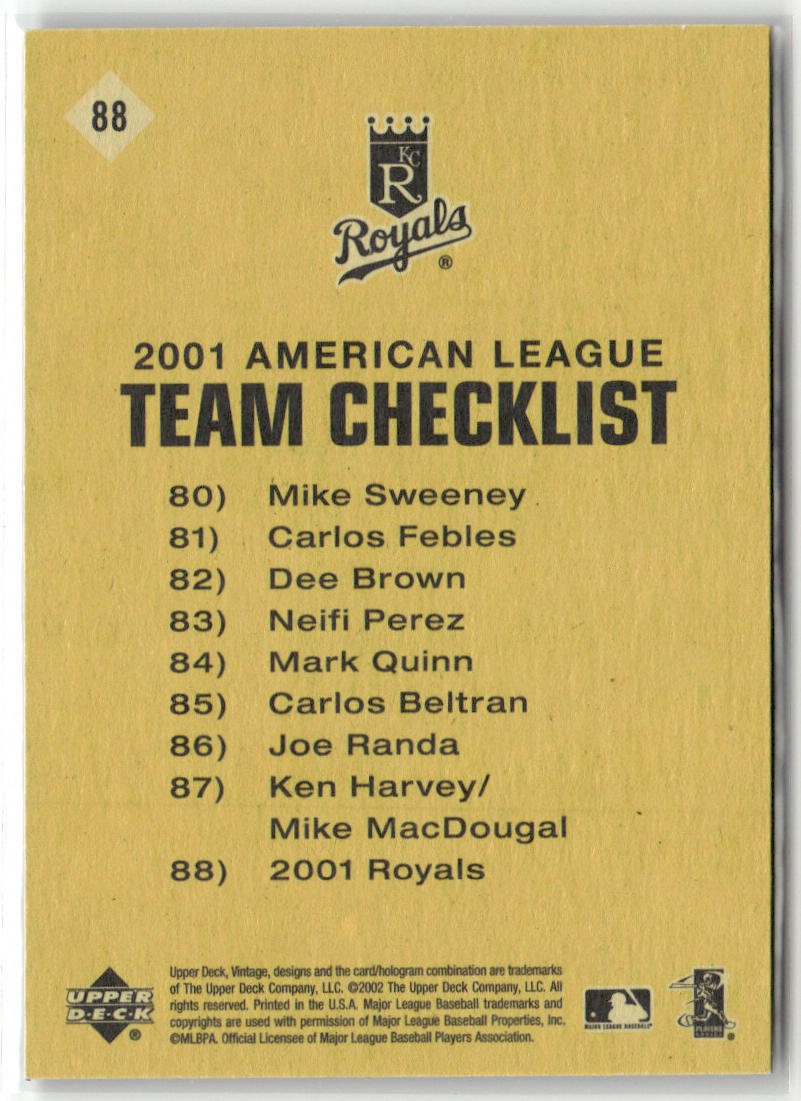 88
KC
R
Royals
®
2001 AMERICAN LEAGUE
TEAM CHECKLIST
80) Mike Sweeney
81) Carlos Febles
82) Dee Brown
83) Neifi Perez
84) Mark Quinn
85) Carlos Beltran
86) Joe Randa
87) Ken Harvey/
Mike MacDougal
88) 2001 Royals
Upper Deck, Vintage, designs and the card/hologram combination are trademarks
of The Upper Deck Company, LLC. ©2002 The Upper Deck Company, LLC. All
rights reserved. Printed in the U.S.A. Major League Baseball trademarks and
copyrights are used with permission of Major League Baseball Properties, Inc.
©MLBPA. Official Licensee of Major League Baseball Players Association.
UPPER
D·E·C·K
®
MAJOR LEAGUE BASEBALL
®